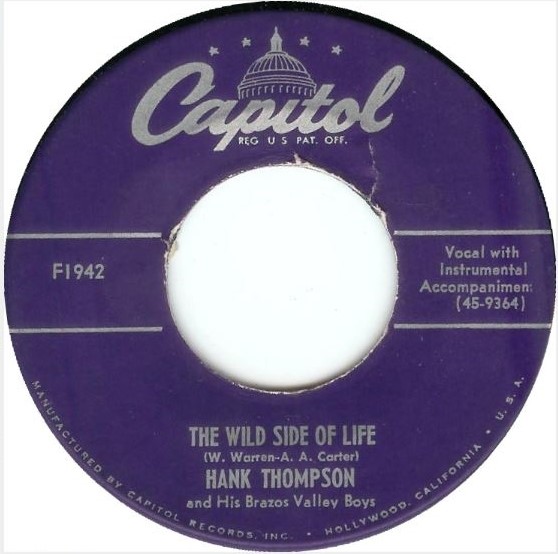 Capitol
REG U S PAT. OFF.
F1942
Vocal with
Instrumental
Accompanimen
(45-9364)
THE WILD SIDE OF LIFE
(W. Warren-A. A. Carter)
HANK THOMPSON
and His Brazos Valley Boys
MANUFACTURED BY CAPITOL RECORDS, INC. • HOLLYWOOD, CALIFORNIA • U. S. A.